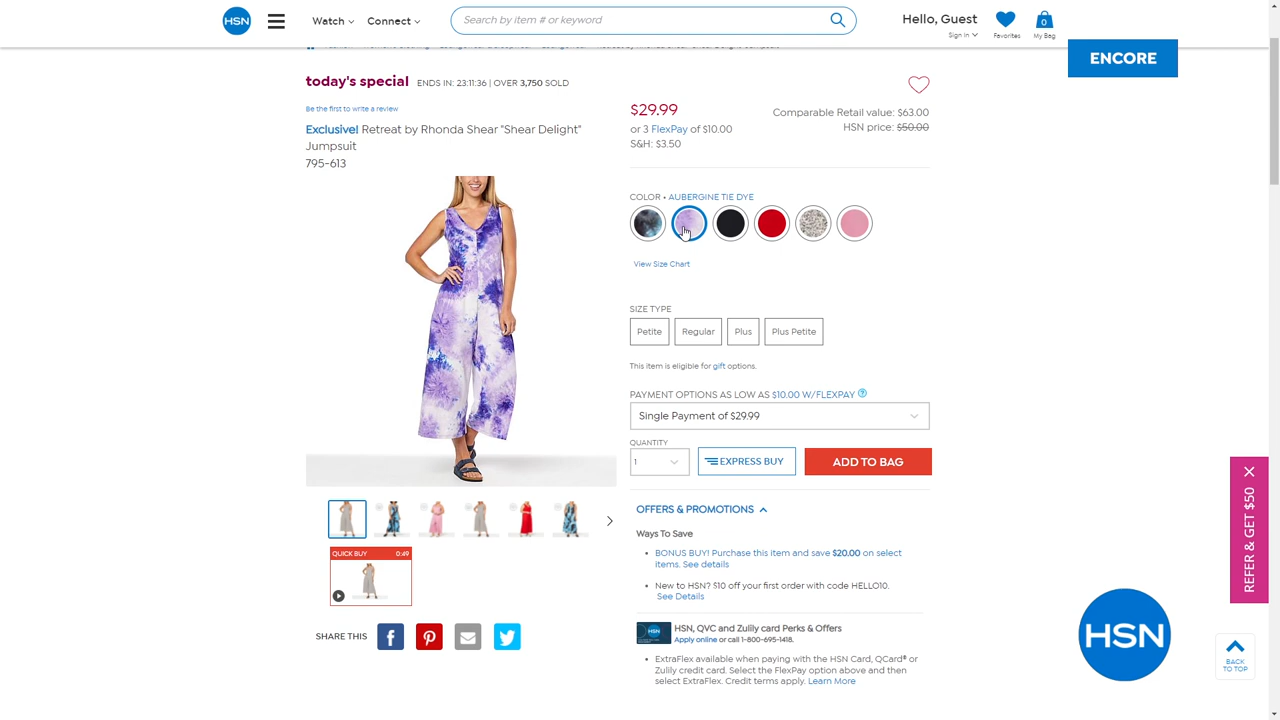 HSN
Watch
Connect
Search by item # or keyword
Hello, Guest
Sign In
Favorites
0
My Bag
ENCORE
today's special
ENDS IN: 23:11:36 | OVER 3,750 SOLD
Be the first to write a review
Exclusive! Retreat by Rhonda Shear "Shear Delight"
Jumpsuit
795-613
$29.99
or 3 FlexPay of $10.00
S&H: $3.50
Comparable Retail value: $63.00
HSN price: $50.00
COLOR • AUBERGINE TIE DYE
View Size Chart
SIZE TYPE
Petite
Regular
Plus
Plus Petite
This item is eligible for gift options.
PAYMENT OPTIONS AS LOW AS $10.00 W/FLEXPAY ?
Single Payment of $29.99
QUANTITY
1
EXPRESS BUY
ADD TO BAG
QUICK BUY 0:49
SHARE THIS
OFFERS & PROMOTIONS
Ways To Save
• BONUS BUY! Purchase this item and save $20.00 on select
items. See details
• New to HSN? $10 off your first order with code HELLO10.
See Details
HSN
HSN, QVC and Zulily card Perks & Offers
Apply online or call 1-800-695-1418.
• ExtraFlex available when paying with the HSN Card, QCard® or
Zulily credit card. Select the FlexPay option above and then
select ExtraFlex. Credit terms apply. Learn More
REFER & GET $50
HSN
BACK
TO TOP